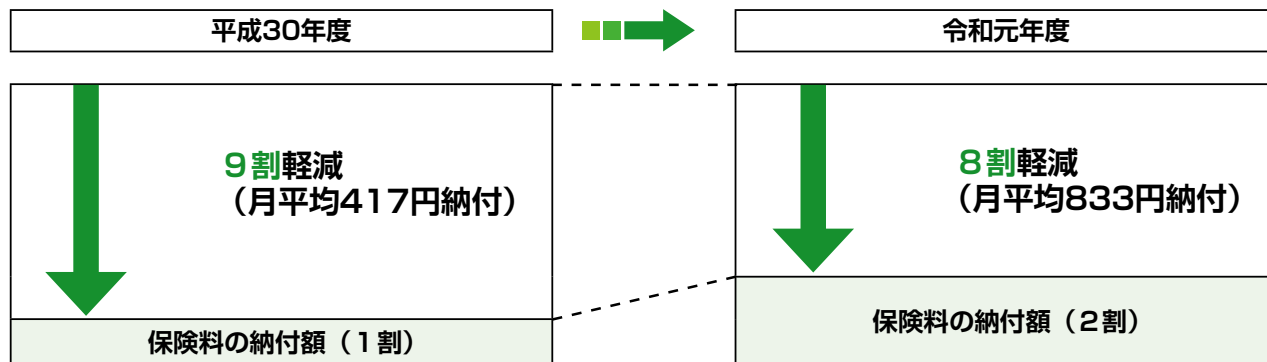 平成30年度
令和元年度
9割軽減
(月平均417円納付)
8割軽減
(月平均833円納付)
保険料の納付額(1割)
保険料の納付額(2割)